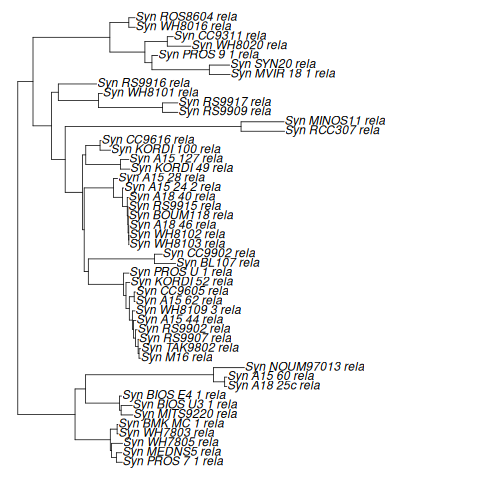 Syn ROS8604 rela
Syn WH8016 rela
Syn CC9311 rela
Syn WH8020 rela
Syn PROS 9 1 rela
Syn SYN20 rela
Syn MVIR 18 1 rela
Syn RS9916 rela
Syn WH8101 rela
Syn RS9917 rela
Syn RS9909 rela
Syn MINOS11 rela
Syn RCC307 rela
Syn CC9616 rela
Syn KORDI 100 rela
Syn A15 127 rela
Syn KORDI 49 rela
Syn A15 28 rela
Syn A15 24 2 rela
Syn A18 40 rela
Syn RS9915 rela
Syn BOUM118 rela
Syn A18 46 rela
Syn WH8102 rela
Syn WH8103 rela
Syn CC9902 rela
Syn BL107 rela
Syn PROS U 1 rela
Syn KORDI 52 rela
Syn CC9605 rela
Syn A15 62 rela
Syn WH8109 3 rela
Syn A15 44 rela
Syn RS9902 rela
Syn RS9907 rela
Syn TAK9802 rela
Syn M16 rela
Syn NOUM97013 rela
Syn A15 60 rela
Syn A18 25c rela
Syn BIOS E4 1 rela
Syn BIOS U3 1 rela
Syn MITS9220 rela
Syn BMK MC 1 rela
Syn WH7803 rela
Syn WH7805 rela
Syn MEDNS5 rela
Syn PROS 7 1 rela